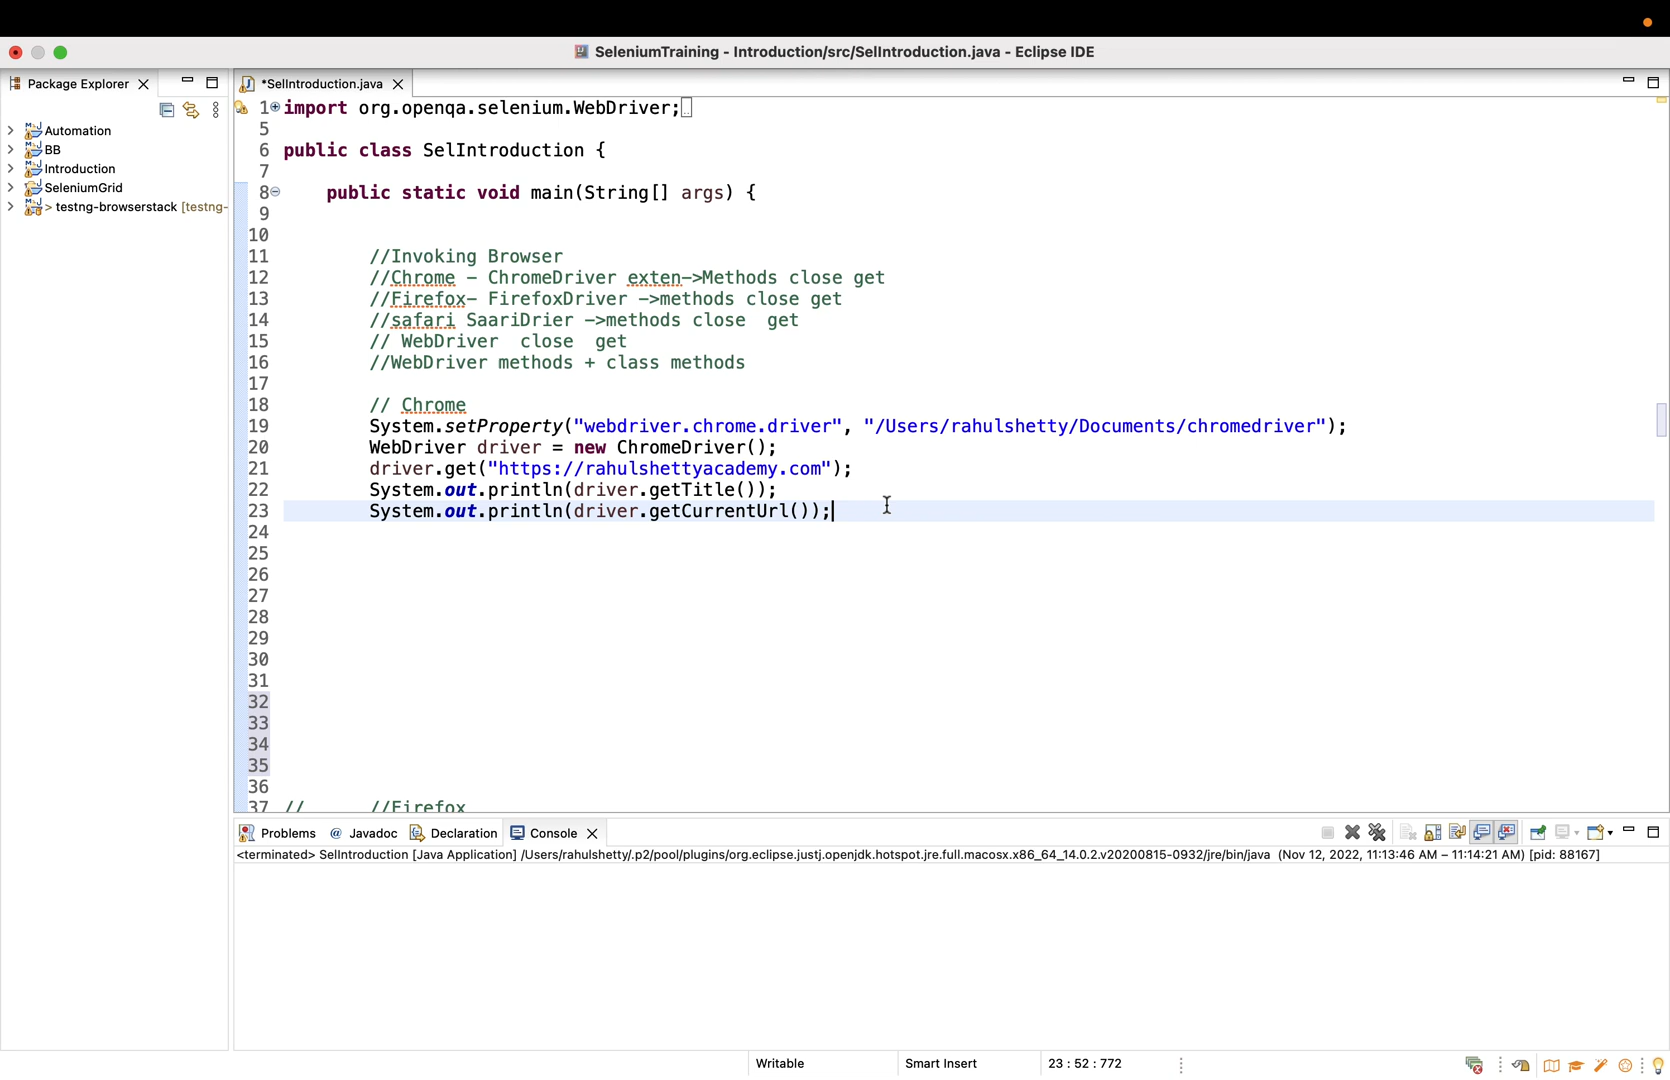 SeleniumTraining - Introduction/src/SelIntroduction.java - Eclipse IDE
Package Explorer
Automation
BB
Introduction
SeleniumGrid
> testng-browserstack [testng-
*SelIntroduction.java
1 import org.openqa.selenium.WebDriver;
5
6 public class SelIntroduction {
7
8 public static void main(String[] args) {
9
10
11 //Invoking Browser
12 //Chrome - ChromeDriver exten->Methods close get
13 //Firefox- FirefoxDriver ->methods close get
14 //safari SaariDrier ->methods close  get
15 // WebDriver  close  get
16 //WebDriver methods + class methods
17
18 // Chrome
19 System.setProperty("webdriver.chrome.driver", "/Users/rahulshetty/Documents/chromedriver");
20 WebDriver driver = new ChromeDriver();
21 driver.get("https://rahulshettyacademy.com");
22 System.out.println(driver.getTitle());
23 System.out.println(driver.getCurrentUrl());
24
25
26
27
28
29
30
31
32
33
34
35
36
37 // //Firefox
Problems @ Javadoc Declaration Console
<terminated> SelIntroduction [Java Application] /Users/rahulshetty/.p2/pool/plugins/org.eclipse.justj.openjdk.hotspot.jre.full.macosx.x86_64_14.0.2.v20200815-0932/jre/bin/java (Nov 12, 2022, 11:13:46 AM – 11:14:21 AM) [pid: 88167]
Writable Smart Insert 23 : 52 : 772